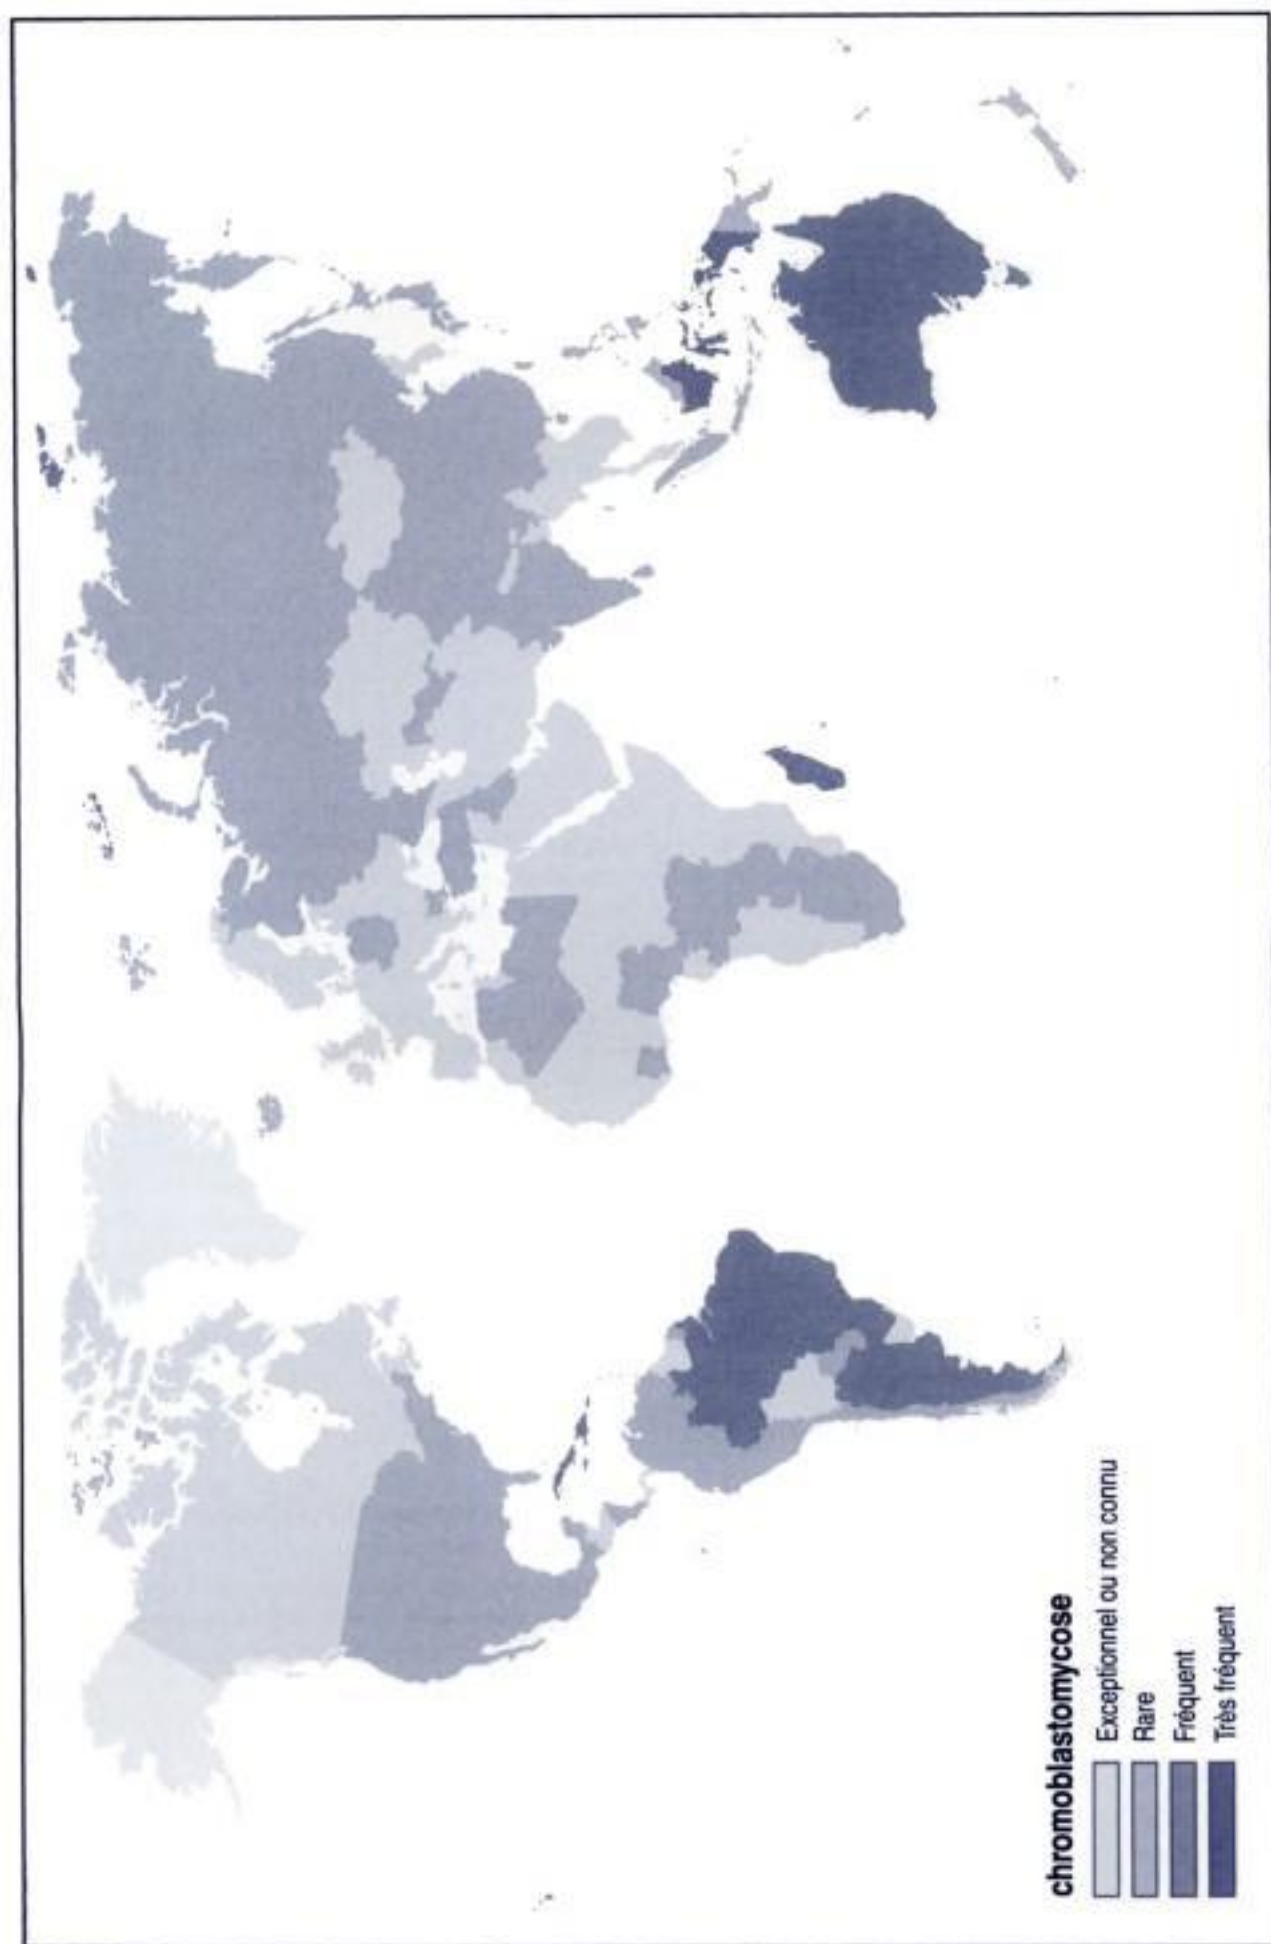 chromoblastomycose
Exceptionnel ou non connu
Rare
Fréquent
Très fréquent